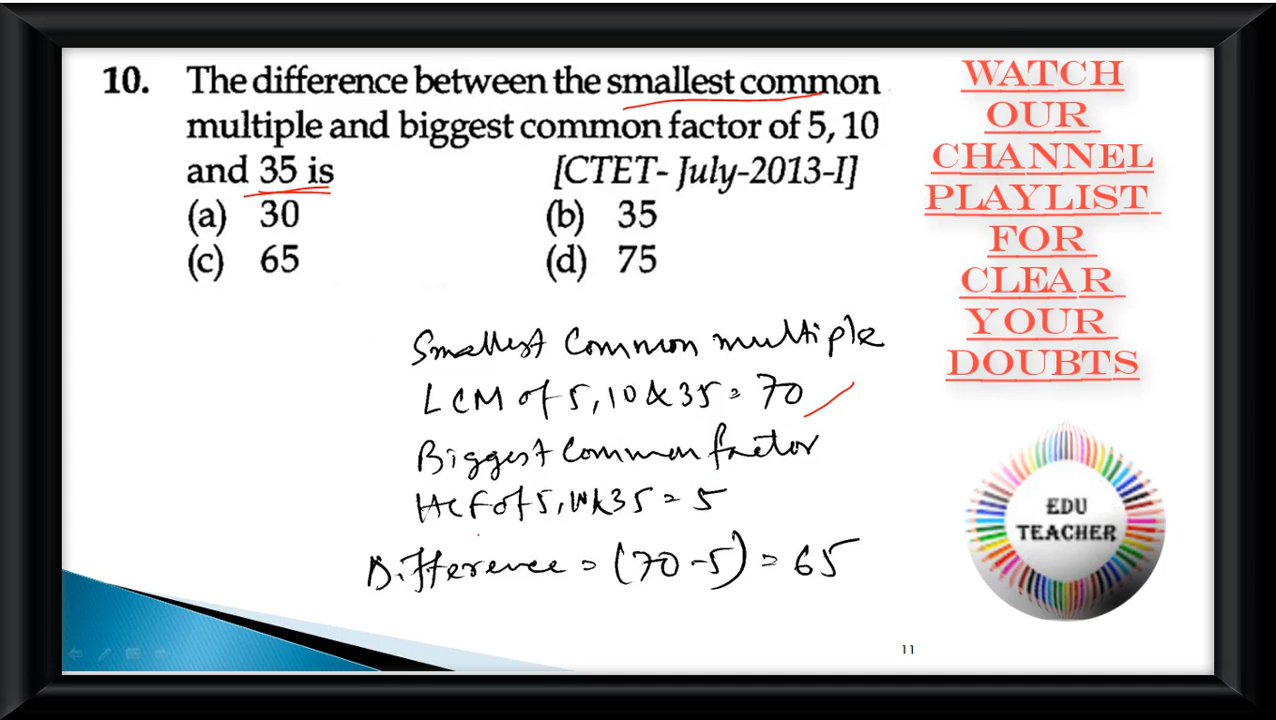 10. The difference between the smallest common
multiple and biggest common factor of 5, 10
and 35 is [CTET- July-2013-I]
(a) 30 (b) 35
(c) 65 (d) 75
Smallest Common multiple
LCM of 5, 10 & 35 = 70
Biggest Common factor
HCF of 5, 10 & 35 = 5
Difference = (70 - 5) = 65
WATCH
OUR
CHANNEL
PLAYLIST
FOR
CLEAR
YOUR
DOUBTS
EDU
TEACHER
11